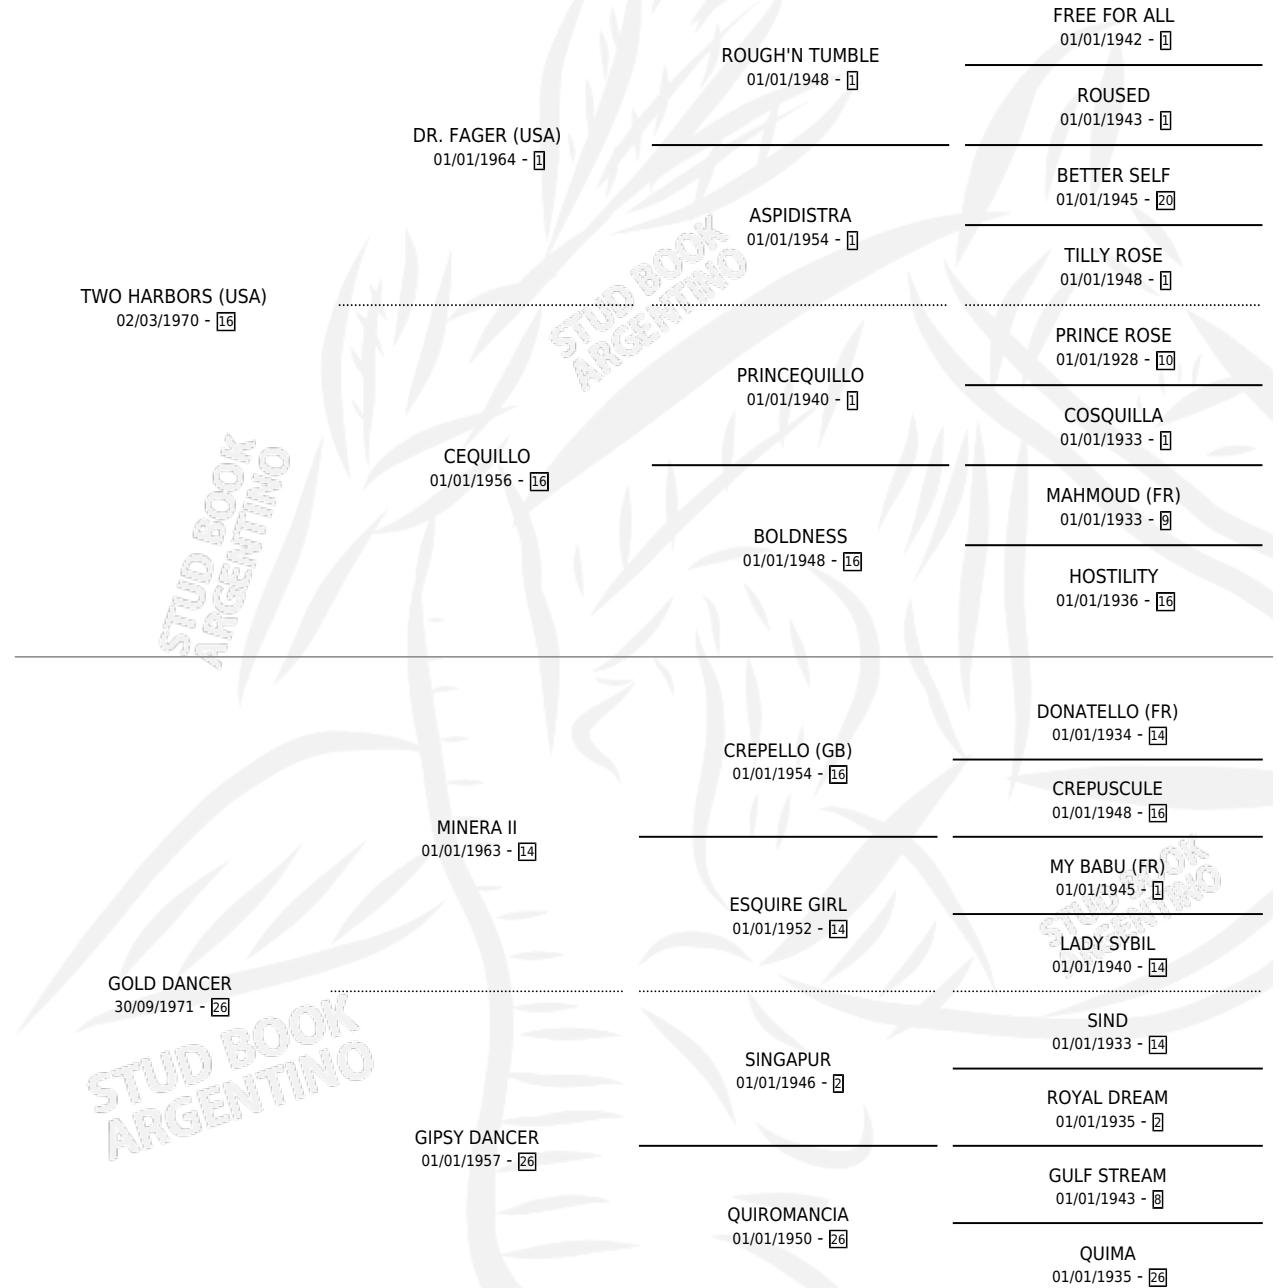 FREE FOR ALL
01/01/1942 - 1
ROUGH'N TUMBLE
01/01/1948 - 1
ROUSED
01/01/1943 - 1
DR. FAGER (USA)
01/01/1964 - 1
BETTER SELF
01/01/1945 - 20
ASPIDISTRA
01/01/1954 - 1
TILLY ROSE
01/01/1948 - 1
TWO HARBORS (USA)
02/03/1970 - 16
PRINCE ROSE
01/01/1928 - 10
PRINCEQUILLO
01/01/1940 - 1
COSQUILLA
01/01/1933 - 1
CEQUILLO
01/01/1956 - 16
MAHMOUD (FR)
01/01/1933 - 9
BOLDNESS
01/01/1948 - 16
HOSTILITY
01/01/1936 - 16
DONATELLO (FR)
01/01/1934 - 14
CREPELLO (GB)
01/01/1954 - 16
CREPUSCULE
01/01/1948 - 16
MINERA II
01/01/1963 - 14
MY BABU (FR)
01/01/1945 - 1
ESQUIRE GIRL
01/01/1952 - 14
LADY SYBIL
01/01/1940 - 14
GOLD DANCER
30/09/1971 - 26
SIND
01/01/1933 - 14
SINGAPUR
01/01/1946 - 2
ROYAL DREAM
01/01/1935 - 2
GIPSY DANCER
01/01/1957 - 26
GULF STREAM
01/01/1943 - 8
QUIROMANCIA
01/01/1950 - 26
QUIMA
01/01/1935 - 26
STUD BOOK
ARGENTINO
STUD BOOK
ARGENTINO
STUD BOOK
ARGENTINO
STUD BOOK
ARGENTINO